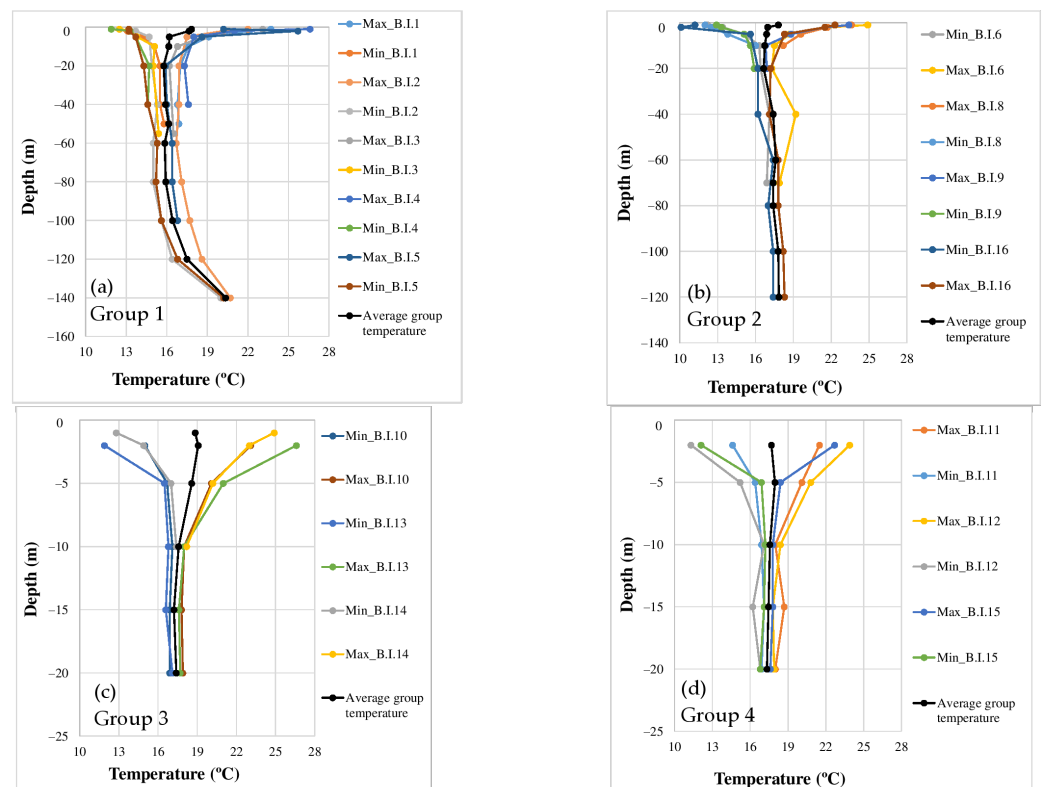 0
−20
−40
−60
−80
−100
−120
−140
−160
10
13
16
19
22
25
28
Depth (m)
Temperature (ºC)
(a)
Group 1
Max_B.I.1
Min_B.I.1
Max_B.I.2
Min_B.I.2
Max_B.I.3
Min_B.I.3
Max_B.I.4
Min_B.I.4
Max_B.I.5
Min_B.I.5
Average group
temperature
0
−20
−40
−60
−80
−100
−120
−140
10
13
16
19
22
25
28
Depth (m)
Temperature (ºC)
(b)
Group 2
Min_B.I.6
Max_B.I.6
Max_B.I.8
Min_B.I.8
Max_B.I.9
Min_B.I.9
Min_B.I.16
Max_B.I.16
Average group
temperature
0
−5
−10
−15
−20
−25
10
13
16
19
22
25
28
Depth (m)
Temperature (ºC)
(c)
Group 3
Min_B.I.10
Max_B.I.10
Min_B.I.13
Max_B.I.13
Min_B.I.14
Max_B.I.14
Average group
temperature
0
−5
−10
−15
−20
−25
10
13
16
19
22
25
28
Depth (m)
Temperature (ºC)
(d)
Group 4
Max_B.I.11
Min_B.I.11
Max_B.I.12
Min_B.I.12
Max_B.I.15
Min_B.I.15
Average group
temperature